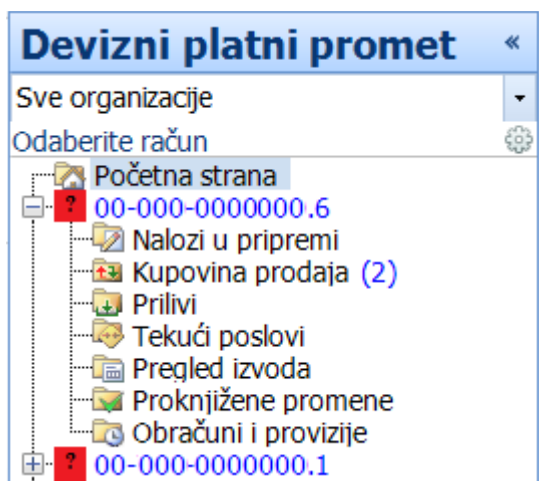 Devizni platni promet «
Sve organizacije
Odaberite račun
Početna strana
? 00-000-0000000.6
Nalozi u pripremi
Kupovina prodaja (2)
Prilivi
Tekući poslovi
Pregled izvoda
Proknjižene promene
Obračuni i provizije
? 00-000-0000000.1